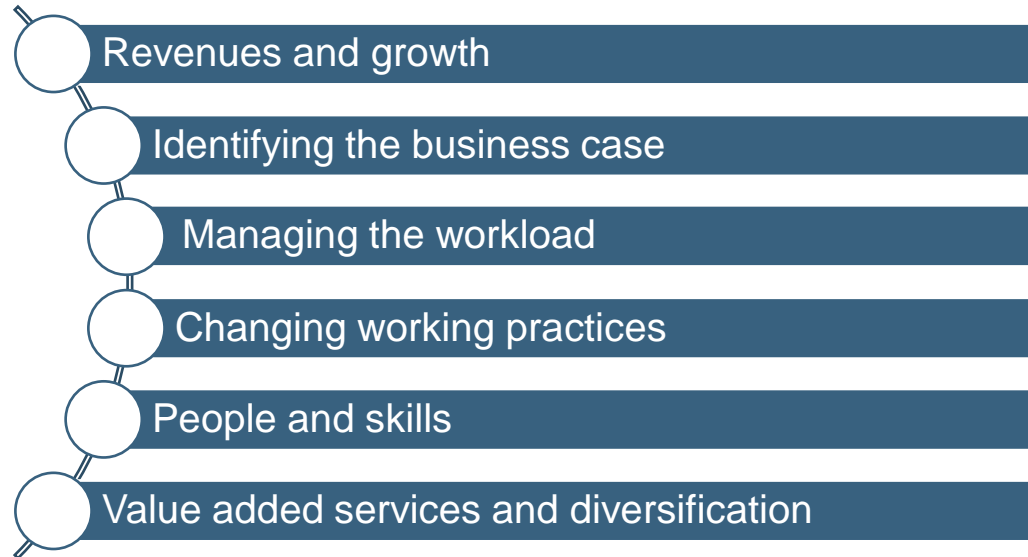 Revenues and growth
Identifying the business case
Managing the workload
Changing working practices
People and skills
Value added services and diversification